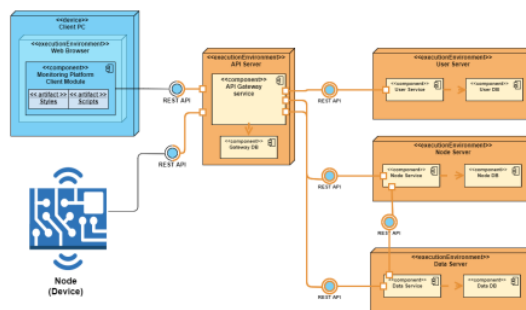 <<device>>
Client PC
<<executionEnvironment>>
Web Browser
<<component>>
Monitoring Platform
Client Module
<< artifact >>
Styles
<< artifact >>
Scripts
REST API
REST API
Node
(Device)
<<executionEnvironment>>
API Server
<<component>>
API Gateway
service
<<component>>
Gateway DB
REST API
REST API
REST API
<<executionEnvironment>>
User Server
<<component>>
User Service
<<component>>
User DB
<<executionEnvironment>>
Node Server
<<component>>
Node Service
<<component>>
Node DB
REST API
<<executionEnvironment>>
Data Server
<<component>>
Data Service
<<component>>
Data DB